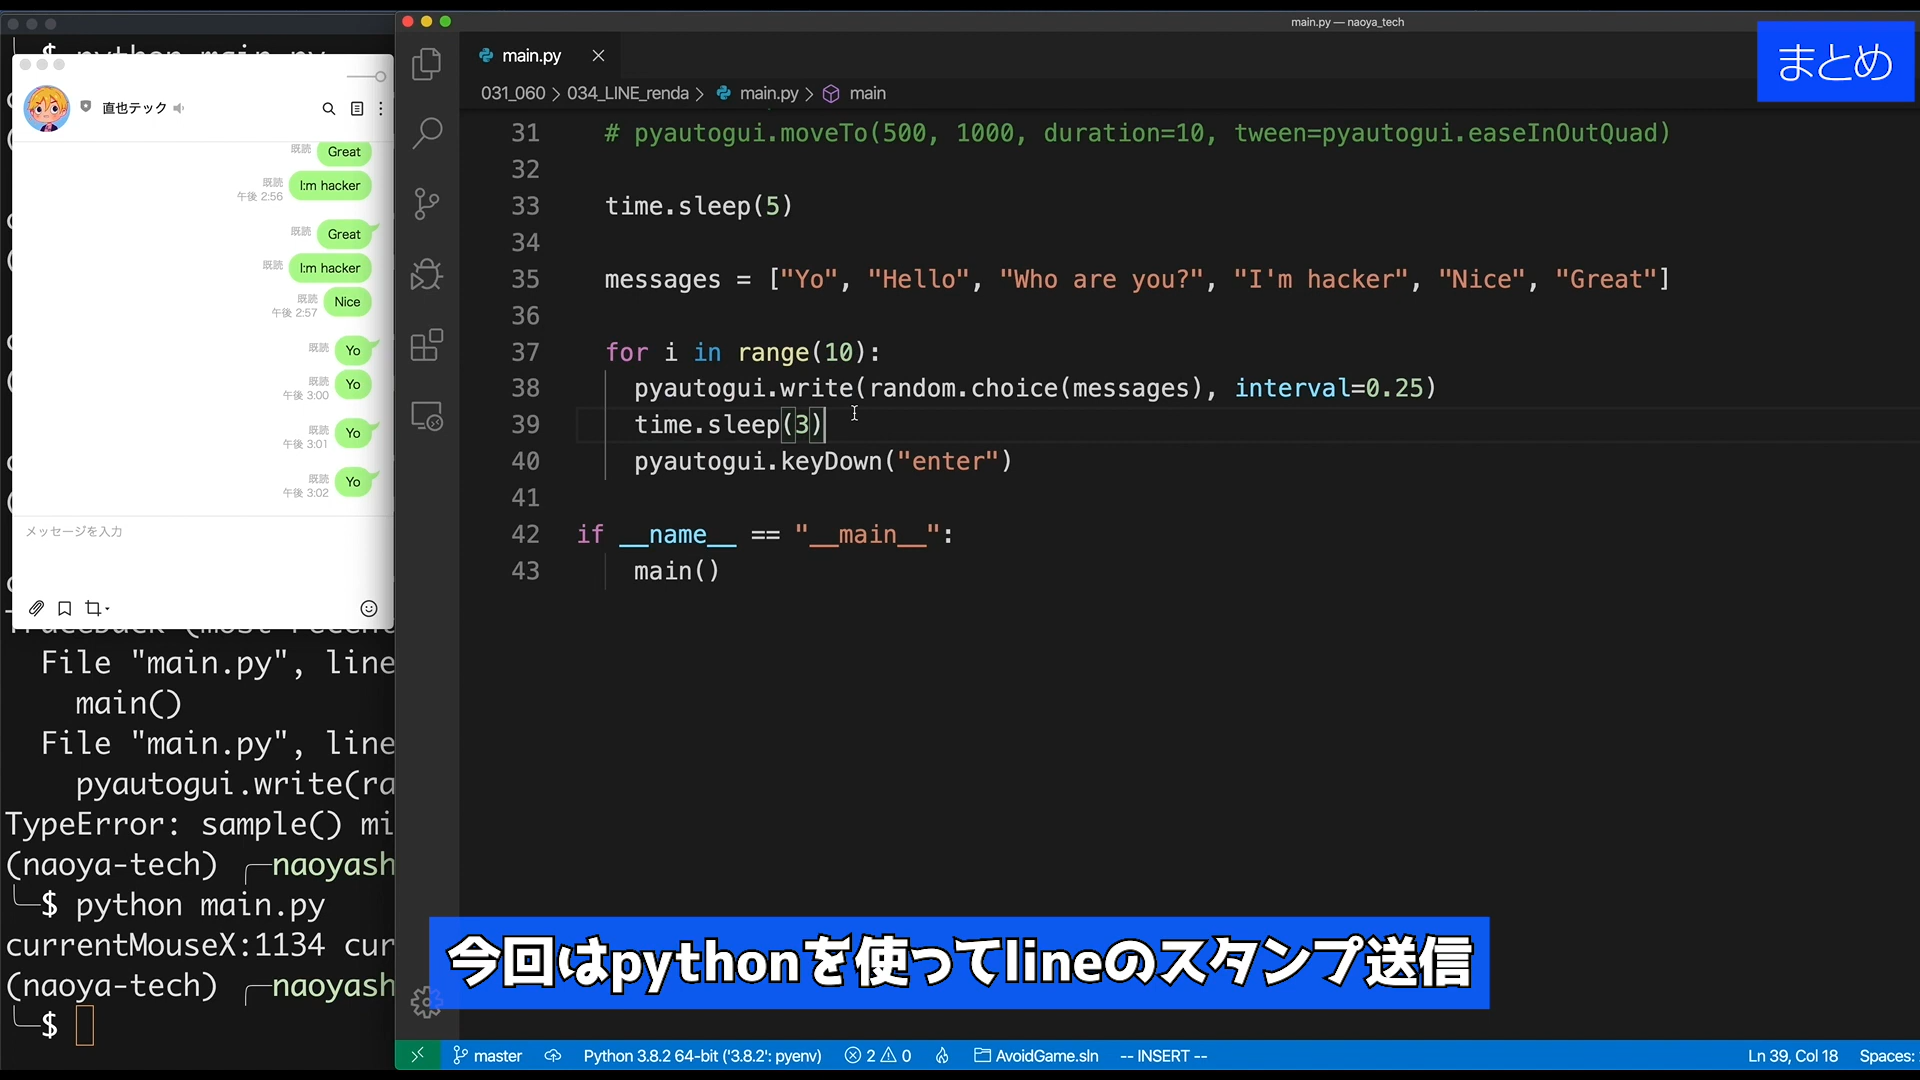 main.py — naoya_tech
main.py
まとめ
031_060 > 034_LINE_renda > main.py > main
31 # pyautogui.moveTo(500, 1000, duration=10, tween=pyautogui.easeInOutQuad)
32
33 time.sleep(5)
34
35 messages = ["Yo", "Hello", "Who are you?", "I'm hacker", "Nice", "Great"]
36
37 for i in range(10):
38 pyautogui.write(random.choice(messages), interval=0.25)
39 time.sleep(3)
40 pyautogui.keyDown("enter")
41
42 if __name__ == "__main__":
43 main()
$ python main.py
直也テック
既読 Great
既読 午後 2:56 I:m hacker
既読 Great
既読 I:m hacker
既読 午後 2:57 Nice
既読 Yo
既読 午後 3:00 Yo
既読 午後 3:01 Yo
既読 午後 3:02 Yo
メッセージを入力
Traceback (most recent
File "main.py", line
main()
File "main.py", line
pyautogui.write(ra
TypeError: sample() mi
(naoya-tech) ╭─naoyash
╰─$ python main.py
currentMouseX:1134 cur
(naoya-tech) ╭─naoyash
╰─$
今回はpythonを使ってlineのスタンプ送信
master Python 3.8.2 64-bit ('3.8.2': pyenv) 2 0 AvoidGame.sln -- INSERT -- Ln 39, Col 18 Spaces: